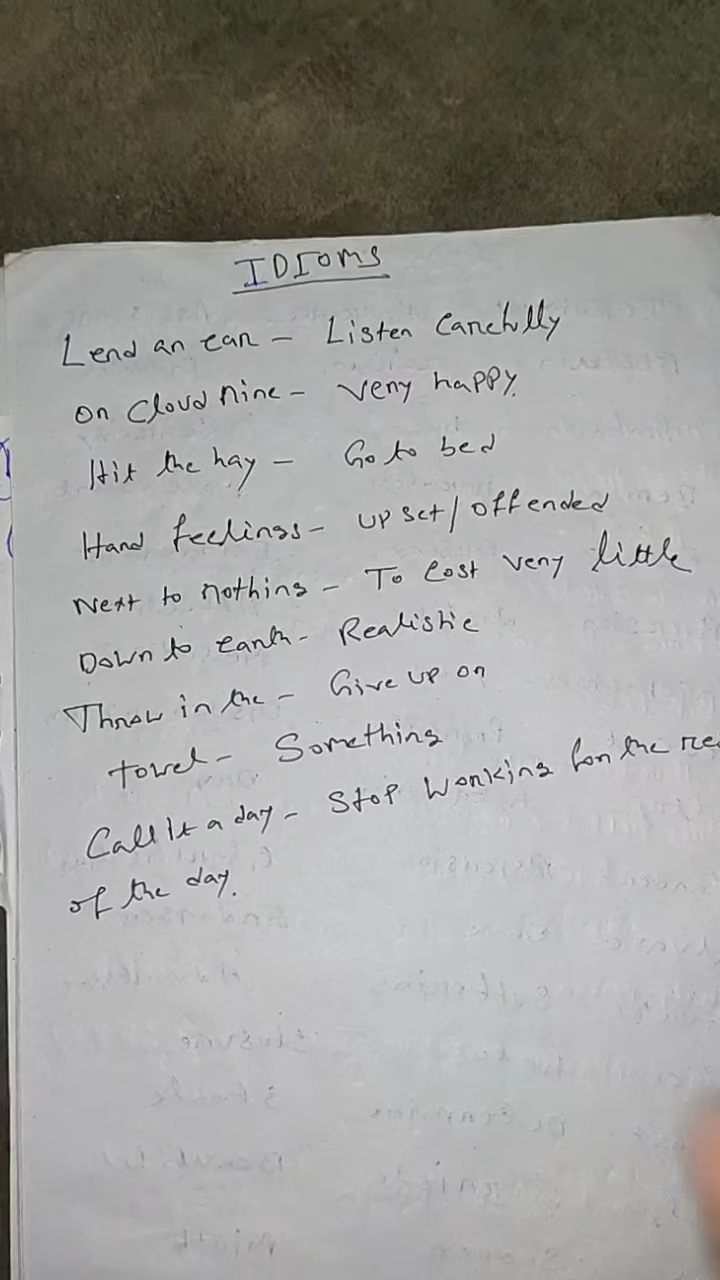 IDIOMS
Lend an ear - Listen Carefully
on cloud nine - very happy.
Hit the hay - Go to bed
Hard feelings - upset/offended
Next to nothing - To Cost very little
Down to earth - Realistic
Throw in the - Give up on
towel - Something
Call it a day - Stop working for the
of the day.